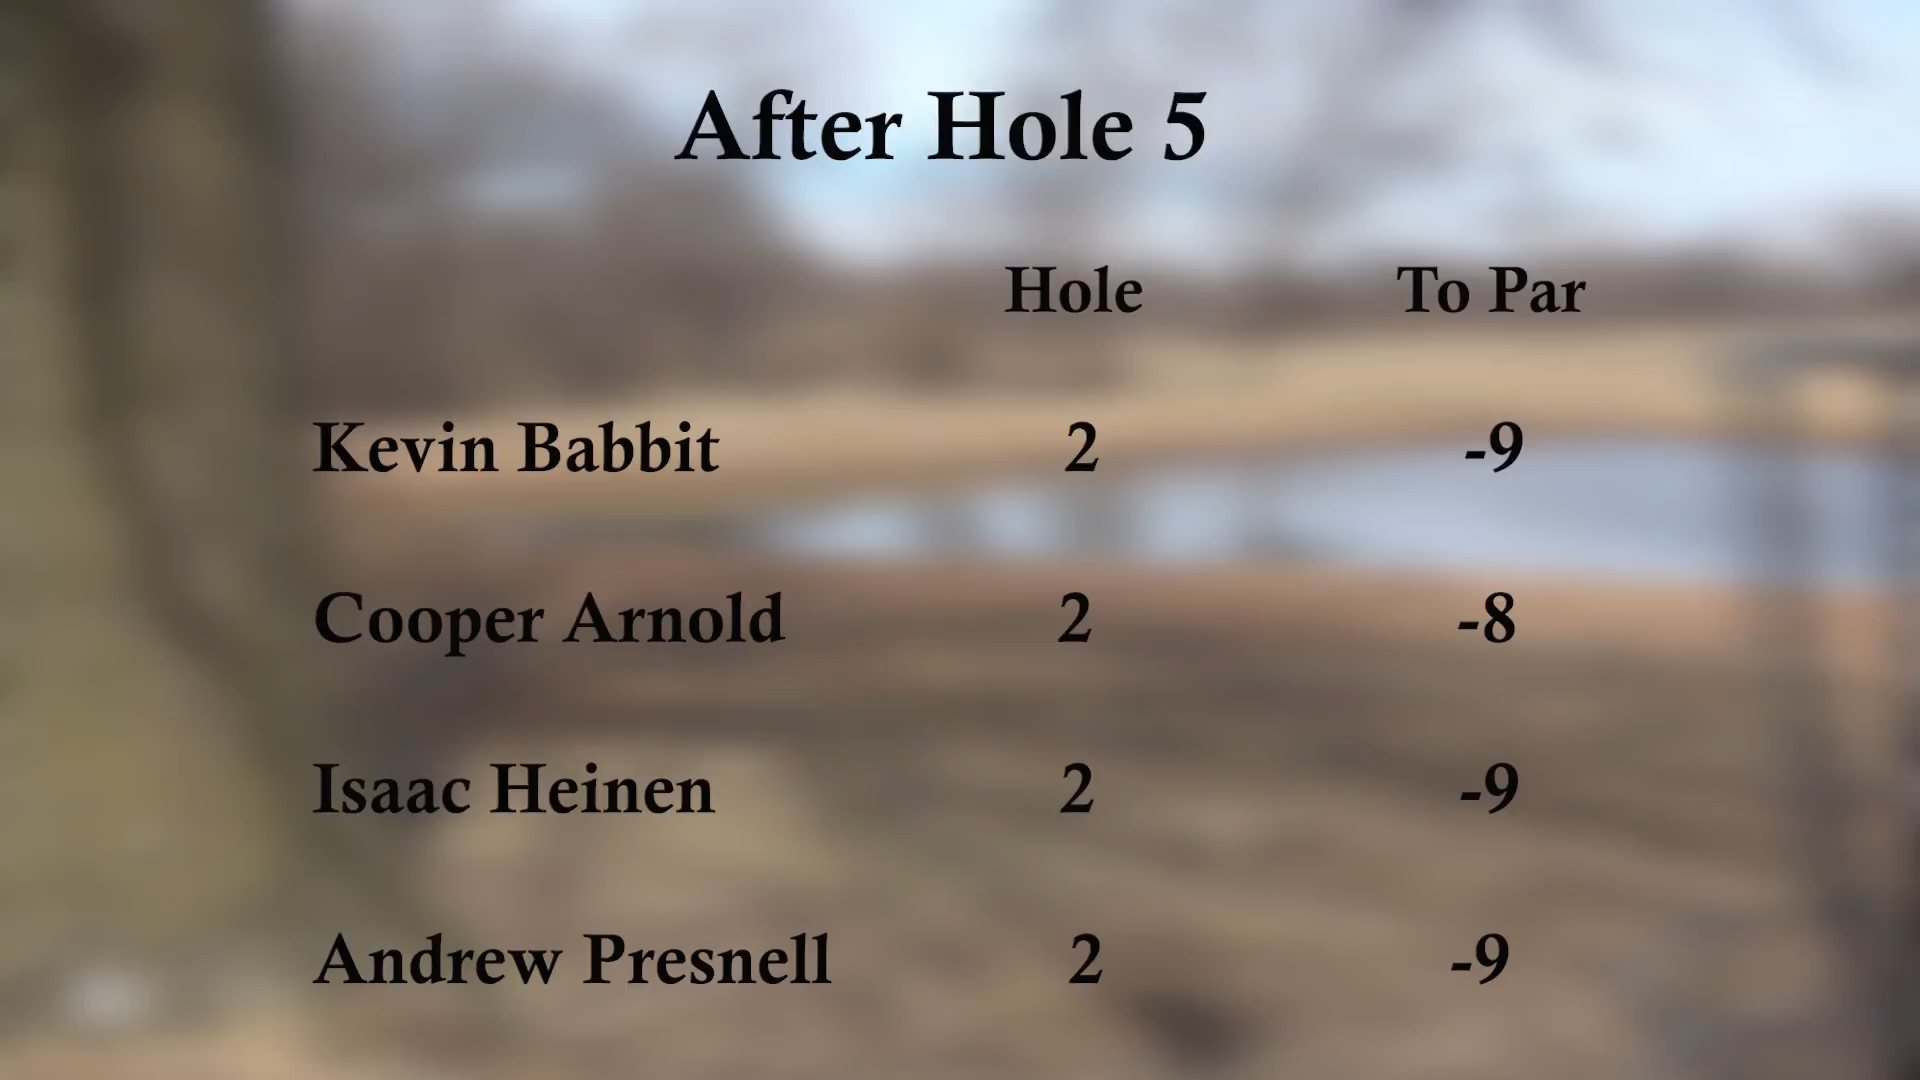 After Hole 5
Hole To Par
Kevin Babbit 2 -9
Cooper Arnold 2 -8
Isaac Heinen 2 -9
Andrew Presnell 2 -9